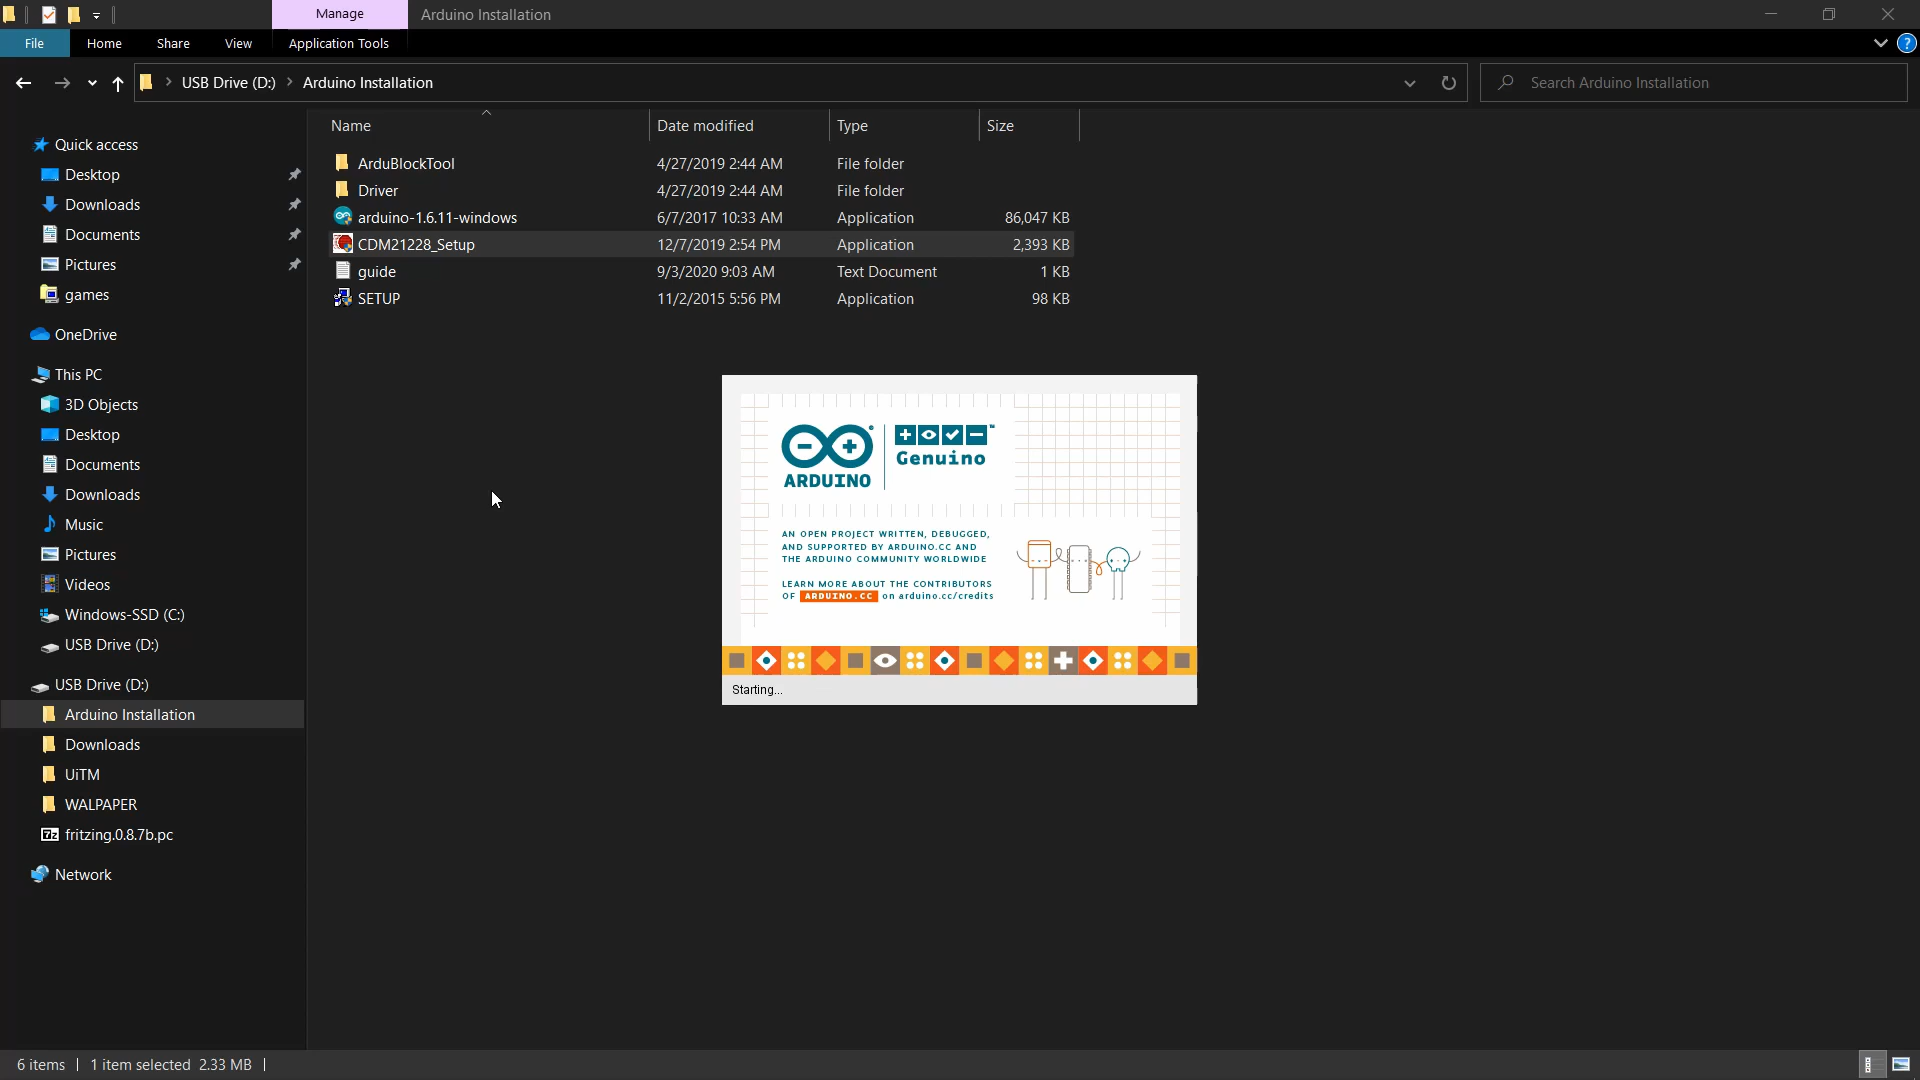 Manage
Arduino Installation
File
Home
Share
View
Application Tools
?
USB Drive (D:)
Arduino Installation
Search Arduino Installation
Name
Date modified
Type
Size
ArduBlockTool
4/27/2019 2:44 AM
File folder
Driver
4/27/2019 2:44 AM
File folder
arduino-1.6.11-windows
6/7/2017 10:33 AM
Application
86,047 KB
CDM21228_Setup
12/7/2019 2:54 PM
Application
2,393 KB
guide
9/3/2020 9:03 AM
Text Document
1 KB
SETUP
11/2/2015 5:56 PM
Application
98 KB
Quick access
Desktop
Downloads
Documents
Pictures
games
OneDrive
This PC
3D Objects
Desktop
Documents
Downloads
Music
Pictures
Videos
Windows-SSD (C:)
USB Drive (D:)
USB Drive (D:)
Arduino Installation
Downloads
UiTM
WALPAPER
7z
fritzing.0.8.7b.pc
Network
ARDUINO
Genuino
TM
AN OPEN PROJECT WRITTEN, DEBUGGED,
AND SUPPORTED BY ARDUINO.CC AND
THE ARDUINO COMMUNITY WORLDWIDE
LEARN MORE ABOUT THE CONTRIBUTORS
OF ARDUINO.CC on arduino.cc/credits
Starting...
6 items
1 item selected 2.33 MB